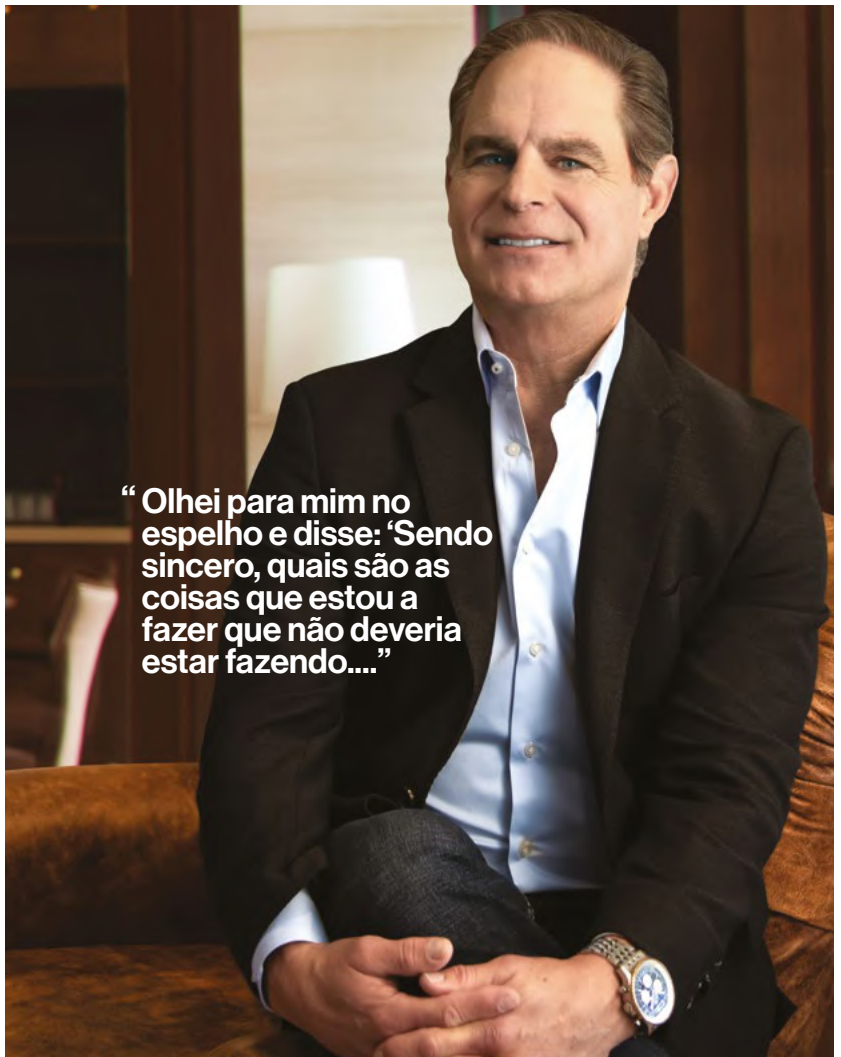 “ Olhei para mim no
espelho e disse: ‘Sendo
sincero, quais são as
coisas que estou a
fazer que não deveria
estar fazendo....”